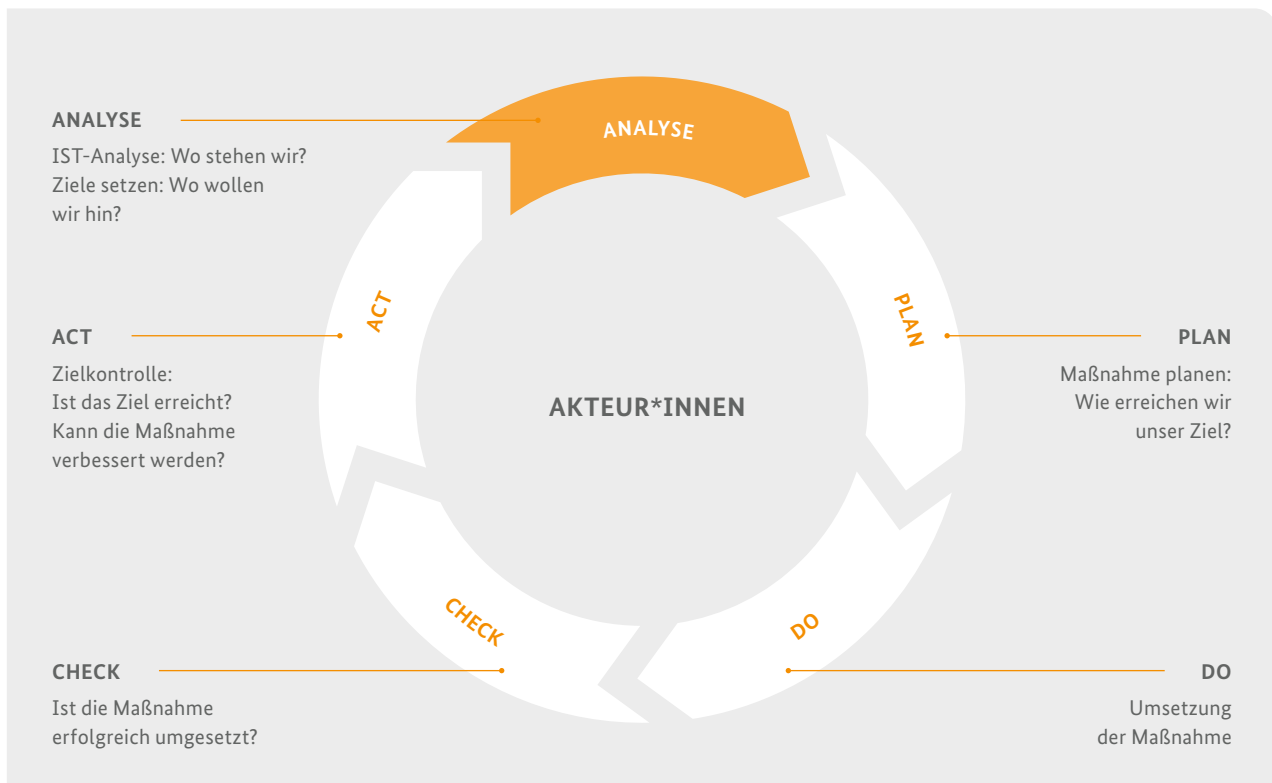 ANALYSE
IST-Analyse: Wo stehen wir?
Ziele setzen: Wo wollen
wir hin?
ANALYSE
PLAN
PLAN
Maßnahme planen:
Wie erreichen wir
unser Ziel?
DO
DO
Umsetzung
der Maßnahme
CHECK
CHECK
Ist die Maßnahme
erfolgreich umgesetzt?
ACT
ACT
Zielkontrolle:
Ist das Ziel erreicht?
Kann die Maßnahme
verbessert werden?
AKTEUR*INNEN